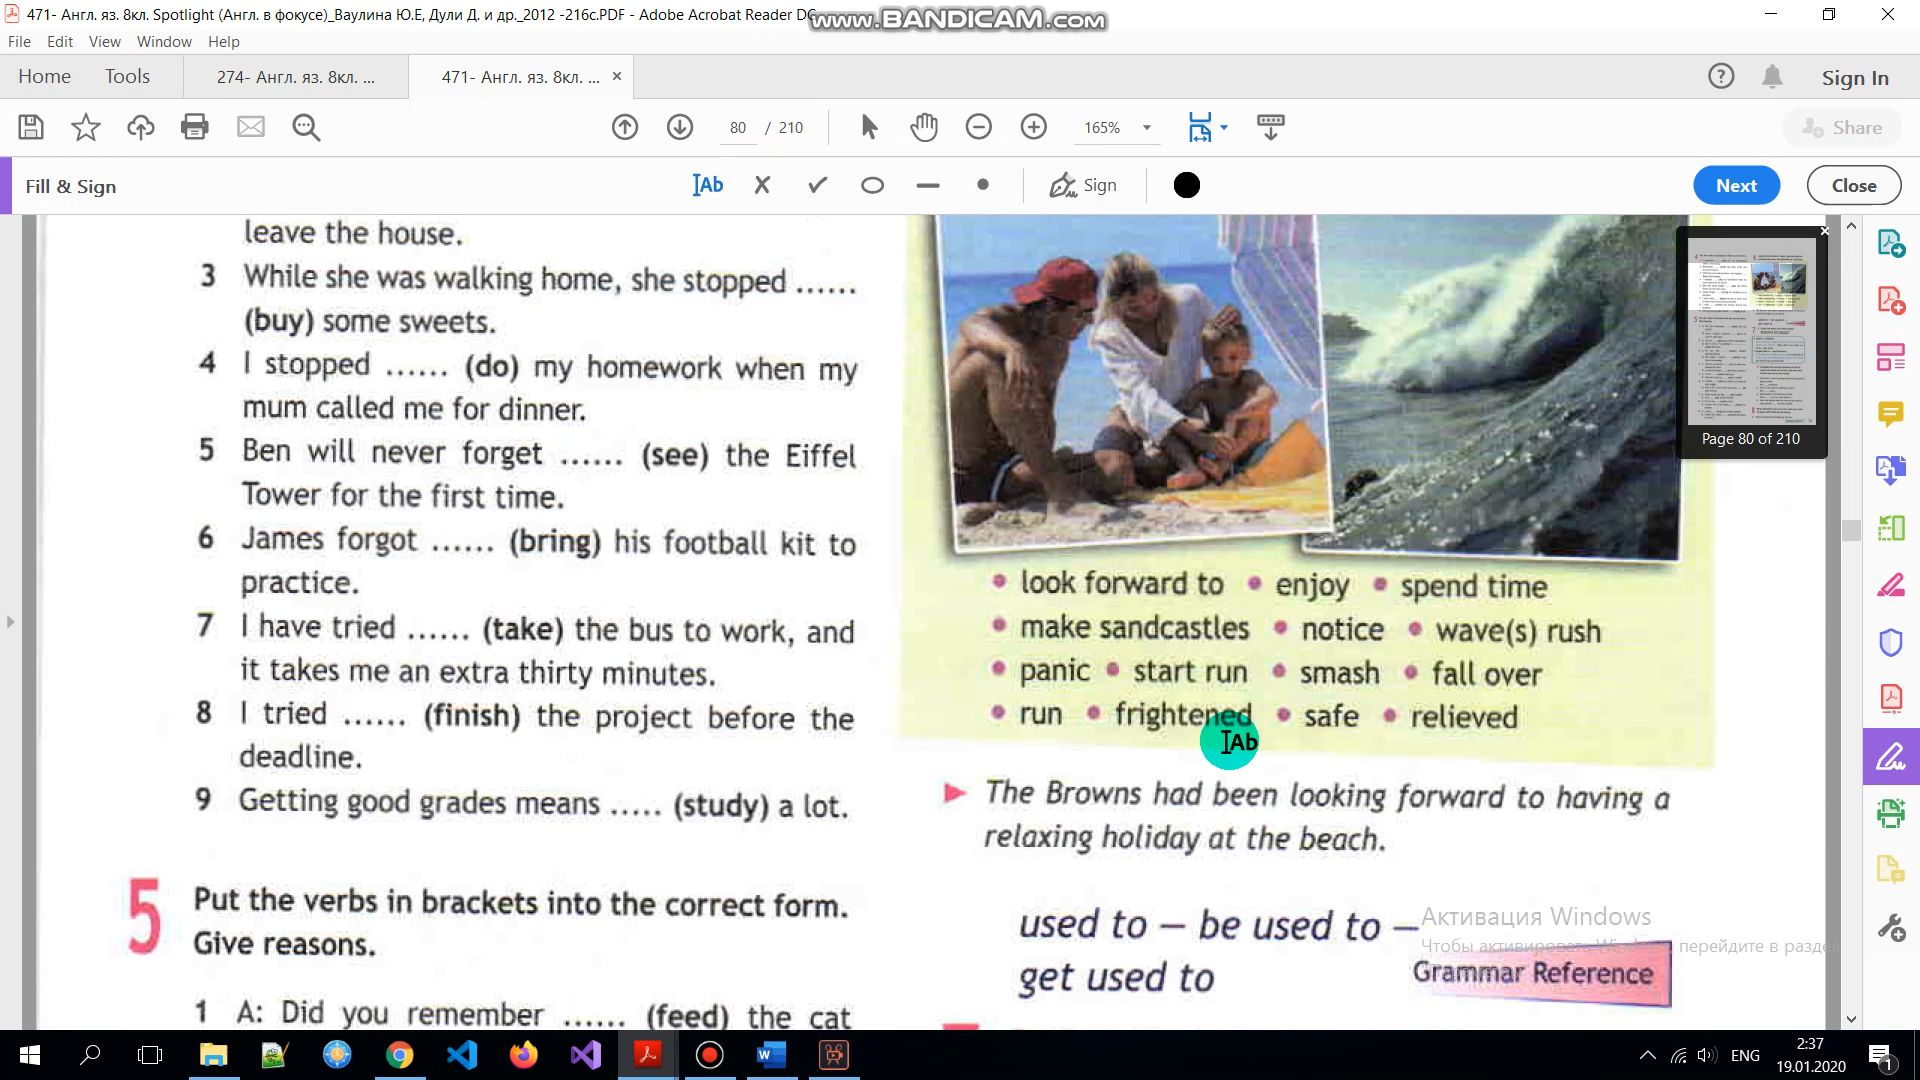 471- Англ. яз. 8кл. Spotlight (Англ. в фокусе)_Ваулина Ю.Е, Дули Д. и др._2012 -216с.PDF - Adobe Acrobat Reader DC
www.BANDICAM.com
File Edit View Window Help
Home Tools 274- Англ. яз. 8кл. ... 471- Англ. яз. 8кл. ... Sign In
80 / 210 165% Share
Fill & Sign Ab Sign Next Close
leave the house.
3 While she was walking home, she stopped ......
(buy) some sweets.
4 I stopped ...... (do) my homework when my
mum called me for dinner.
5 Ben will never forget ...... (see) the Eiffel
Tower for the first time.
6 James forgot ...... (bring) his football kit to
practice.
7 I have tried ...... (take) the bus to work, and
it takes me an extra thirty minutes.
8 I tried ...... (finish) the project before the
deadline.
9 Getting good grades means ..... (study) a lot.
5 Put the verbs in brackets into the correct form.
Give reasons.
1 A: Did you remember ...... (feed) the cat
• look forward to • enjoy • spend time
• make sandcastles • notice • wave(s) rush
• panic • start run • smash • fall over
• run • frightened • safe • relieved
Ab
The Browns had been looking forward to having a
relaxing holiday at the beach.
used to – be used to –
get used to
Grammar Reference
Page 80 of 210
Активация Windows
Чтобы активировать Windows, перейдите в раздел
ENG
2:37
19.01.2020
1